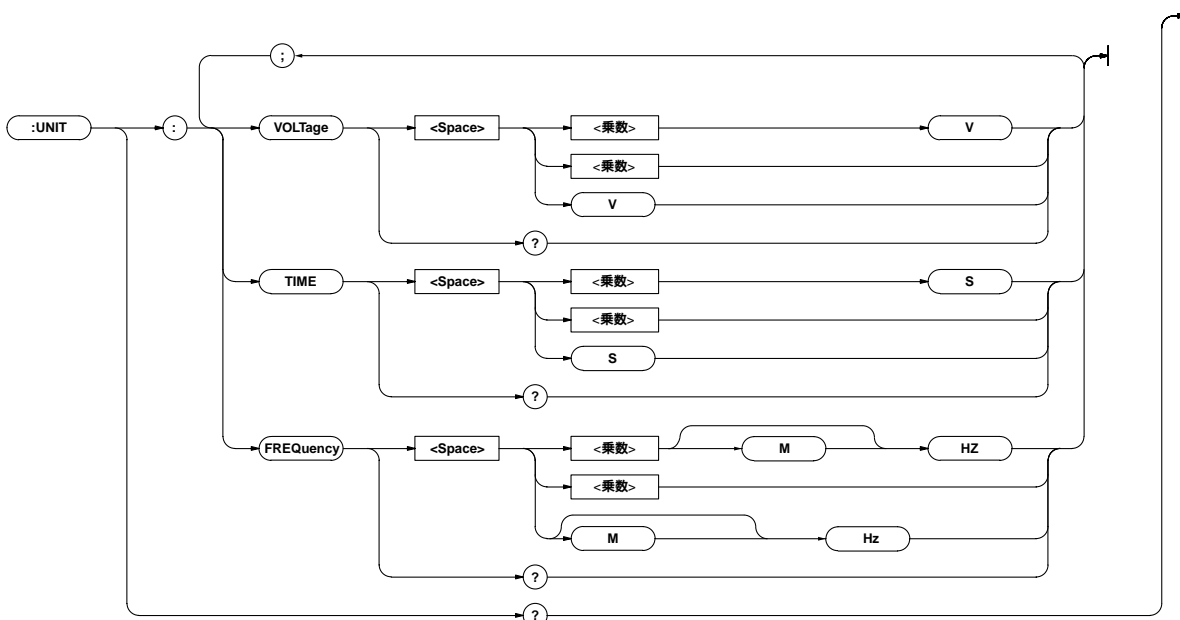 ;
:UNIT : VOLTage <Space> <乗数> V
<乗数>
V
?
TIME <Space> <乗数> S
<乗数>
S
?
FREQuency <Space> <乗数> M HZ
<乗数>
M Hz
?
?